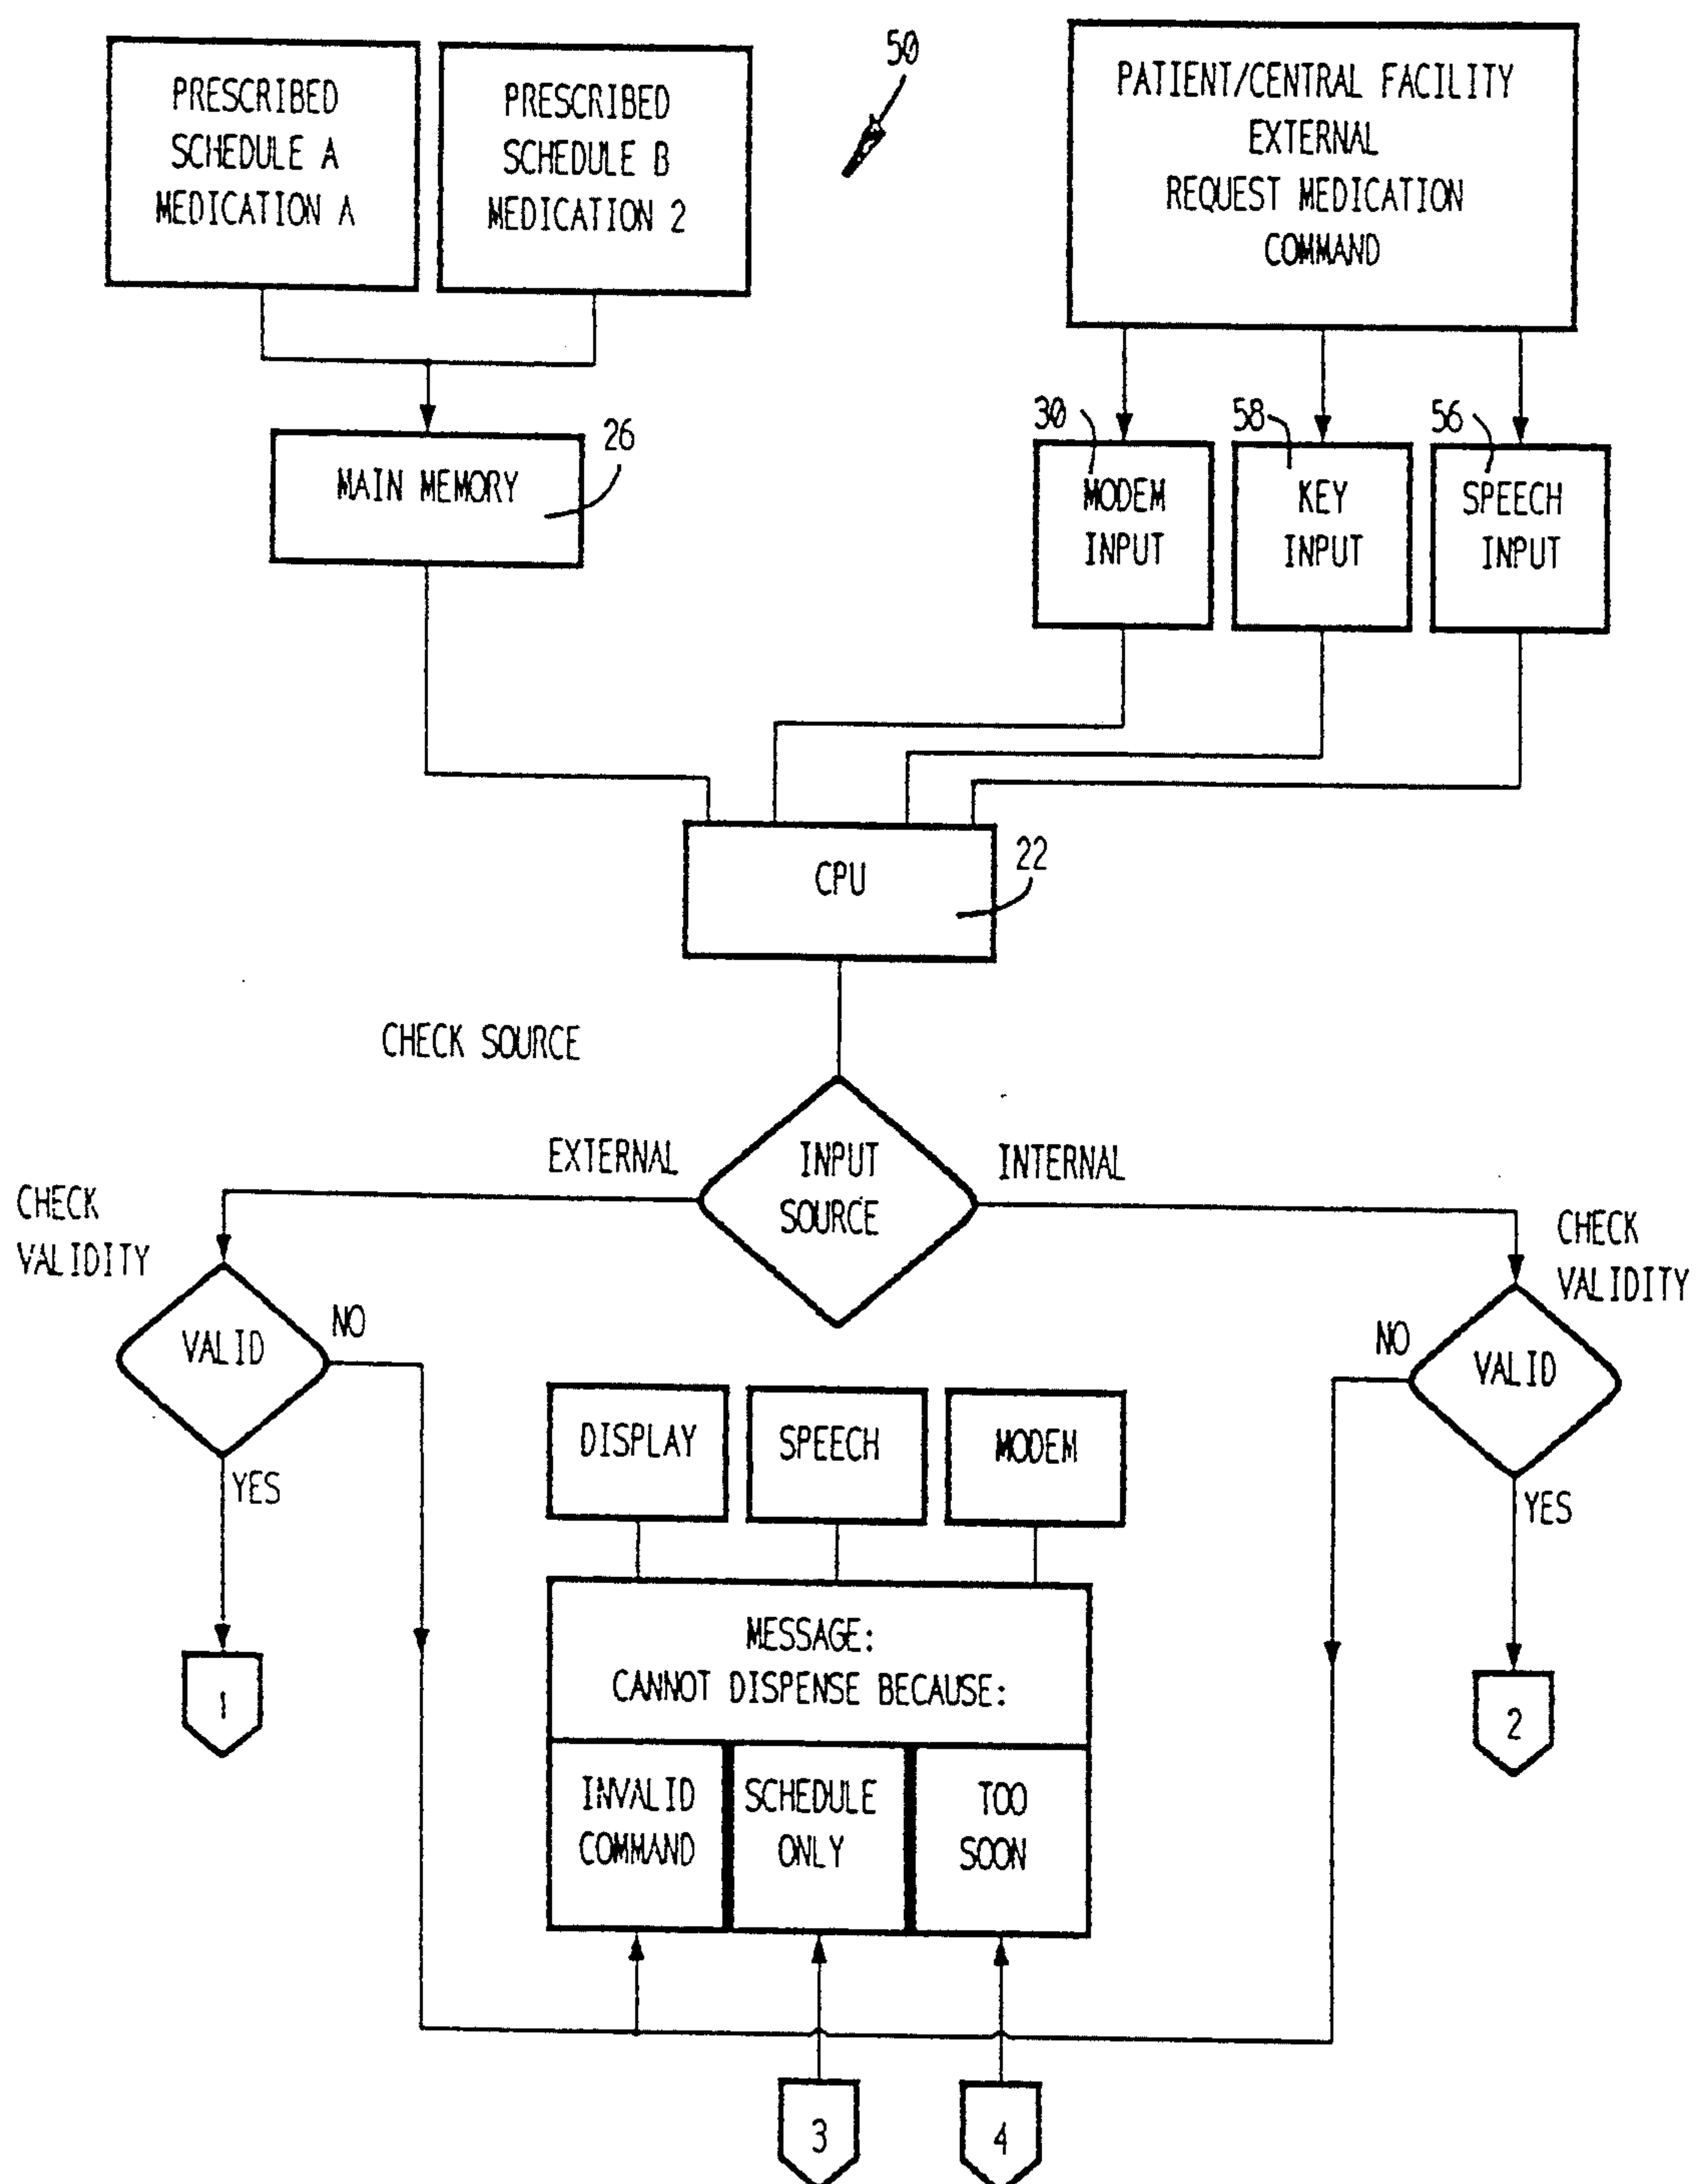 PRESCRIBED
SCHEDULE A
MEDICATION A
PRESCRIBED
SCHEDULE B
MEDICATION 2
50
PATIENT/CENTRAL FACILITY
EXTERNAL
REQUEST MEDICATION
COMMAND
MAIN MEMORY
26
30
MODEM
INPUT
58
KEY
INPUT
56
SPEECH
INPUT
CPU
22
CHECK SOURCE
EXTERNAL
INPUT
SOURCE
INTERNAL
CHECK
VALIDITY
VALID
NO
YES
1
CHECK
VALIDITY
NO
VALID
YES
2
DISPLAY
SPEECH
MODEM
MESSAGE:
CANNOT DISPENSE BECAUSE:
INVALID
COMMAND
SCHEDULE
ONLY
TOO
SOON
3
4